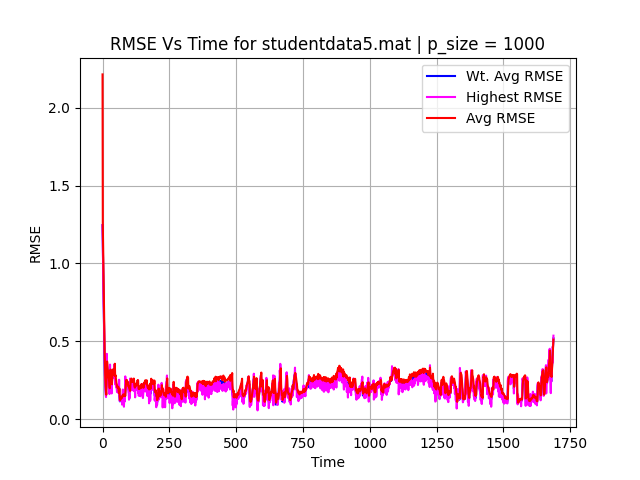 RMSE Vs Time for studentdata5.mat | p_size = 1000
Wt. Avg RMSE
Highest RMSE
Avg RMSE
RMSE
2.0
1.5
1.0
0.5
0.0
0 250 500 750 1000 1250 1500 1750
Time